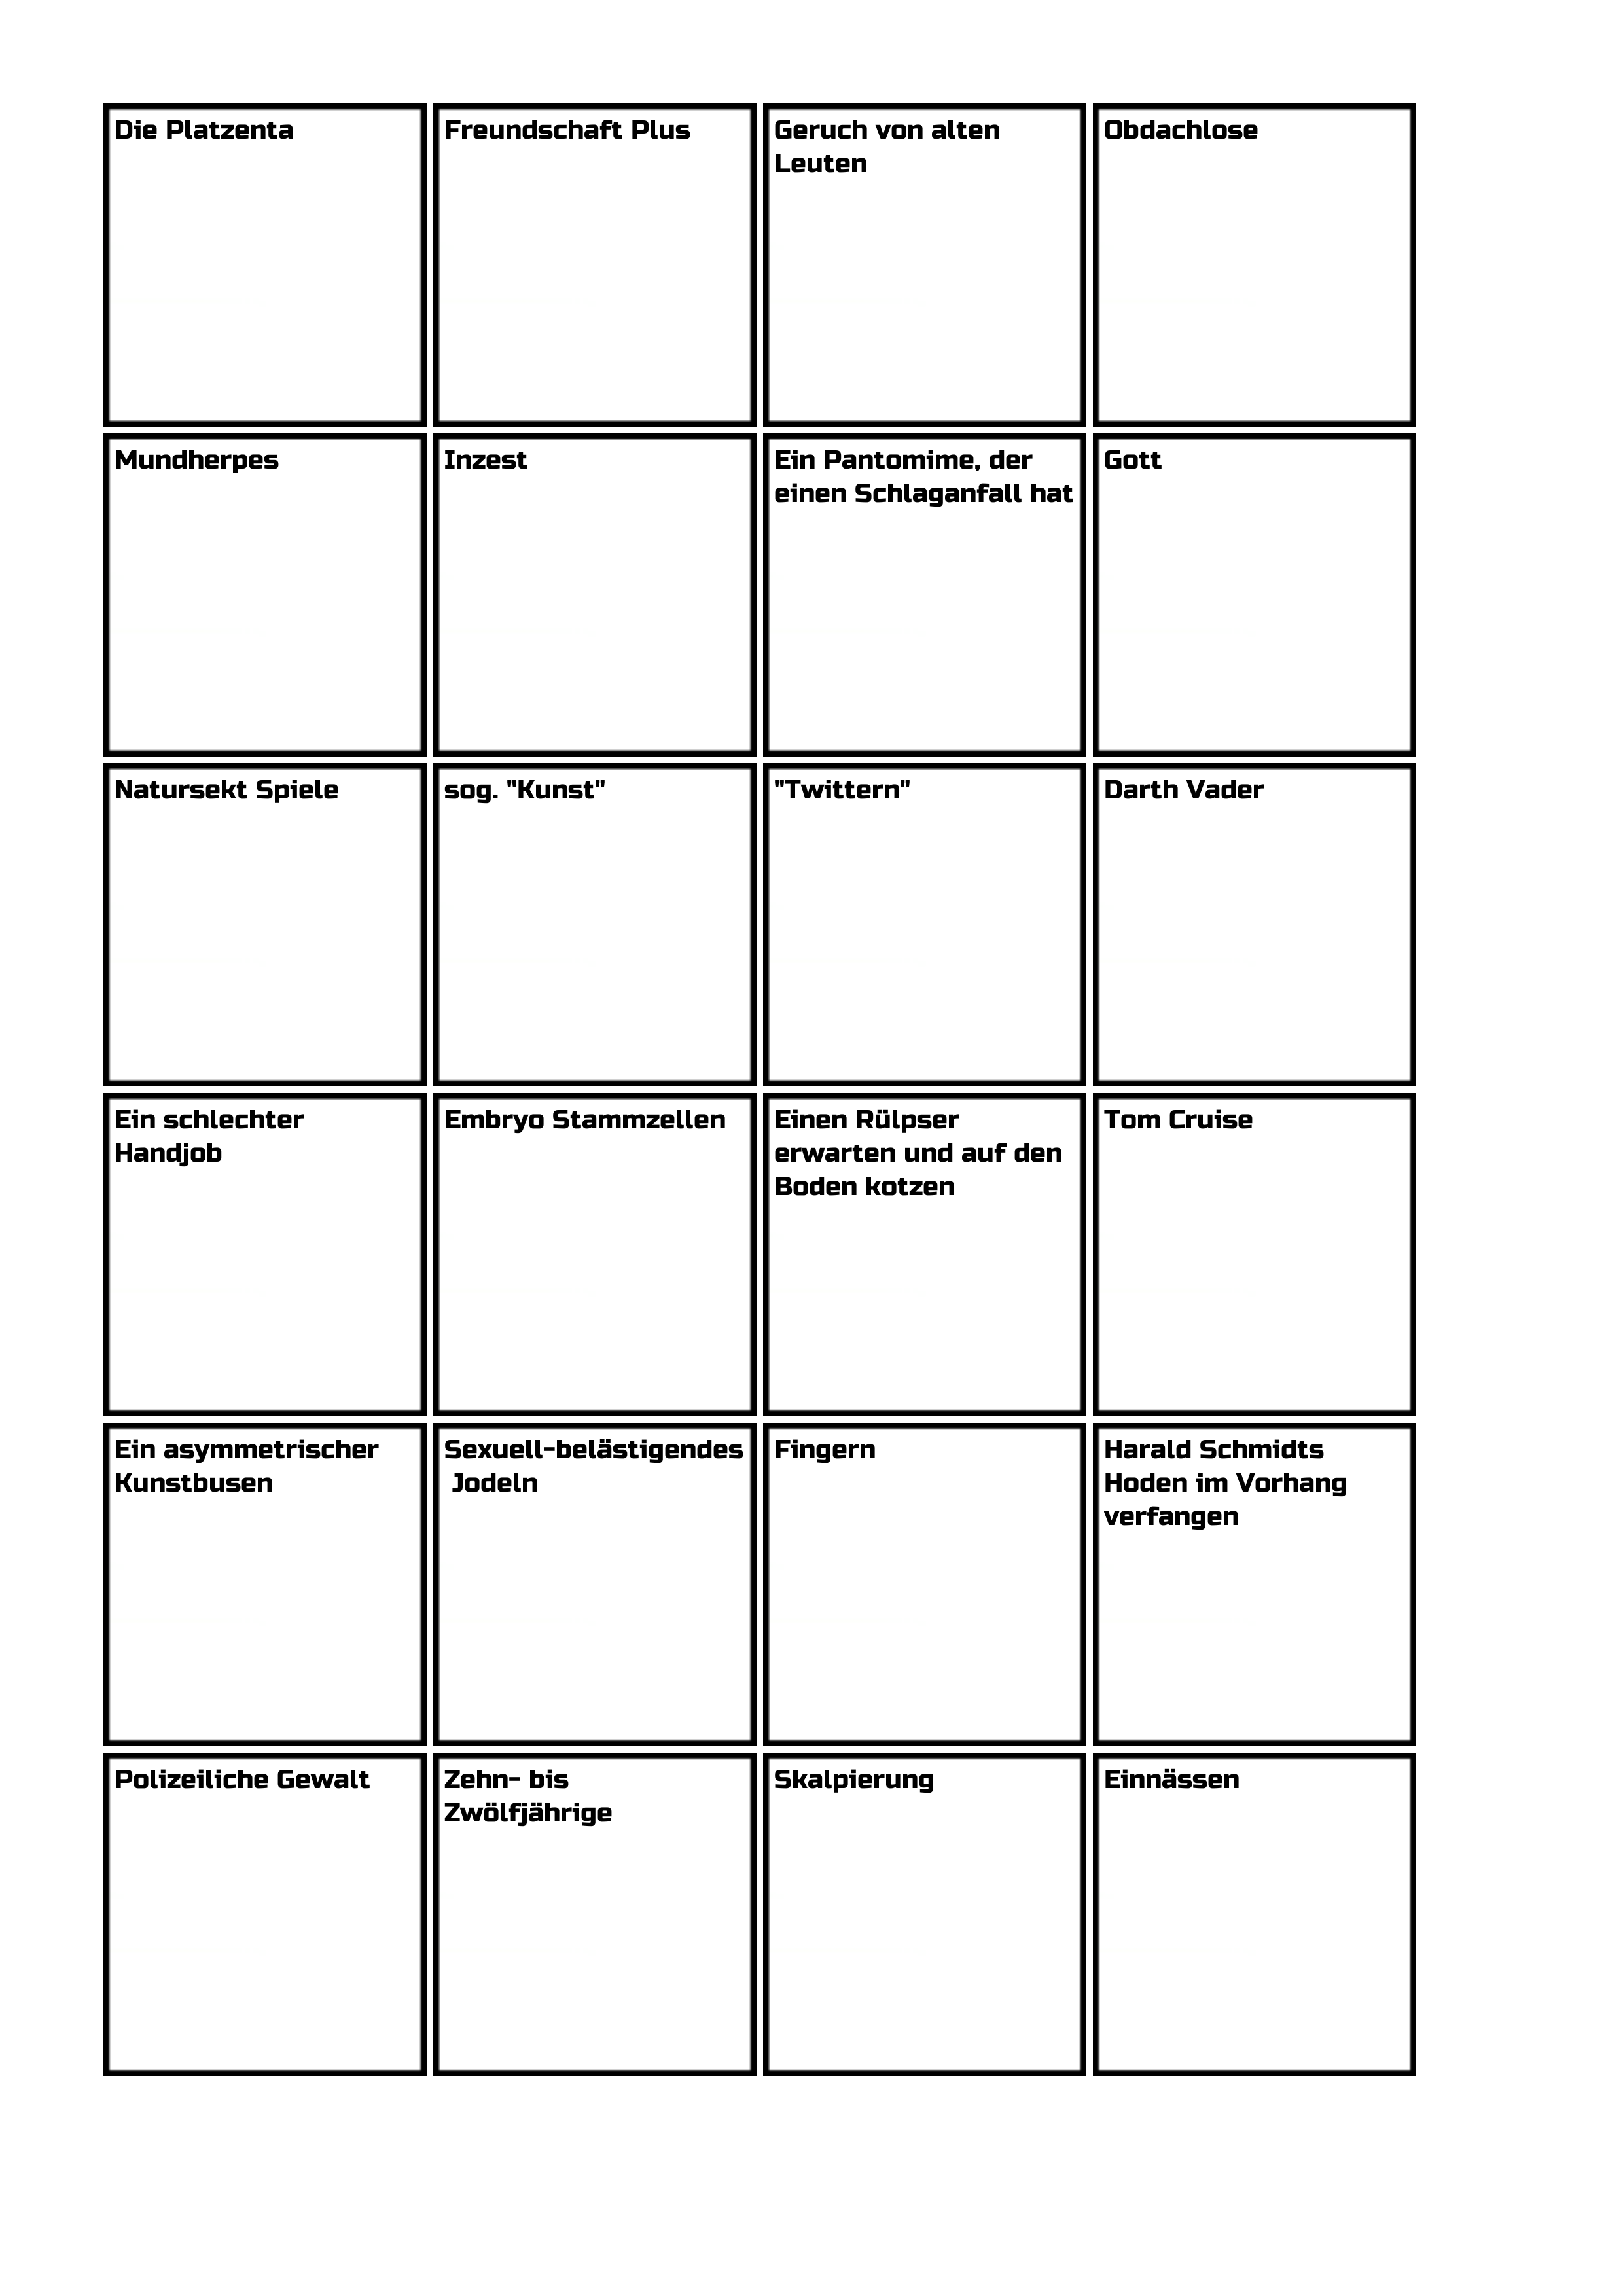 Die Platzenta
Freundschaft Plus
Geruch von alten
Leuten
Obdachlose
Mundherpes
Inzest
Ein Pantomime, der
einen Schlaganfall hat
Gott
Natursekt Spiele
sog. "Kunst"
"Twittern"
Darth Vader
Ein schlechter
Handjob
Embryo Stammzellen
Einen Rülpser
erwarten und auf den
Boden kotzen
Tom Cruise
Ein asymmetrischer
Kunstbusen
Sexuell-belästigendes
Jodeln
Fingern
Harald Schmidts
Hoden im Vorhang
verfangen
Polizeiliche Gewalt
Zehn- bis
Zwölfjährige
Skalpierung
Einnässen